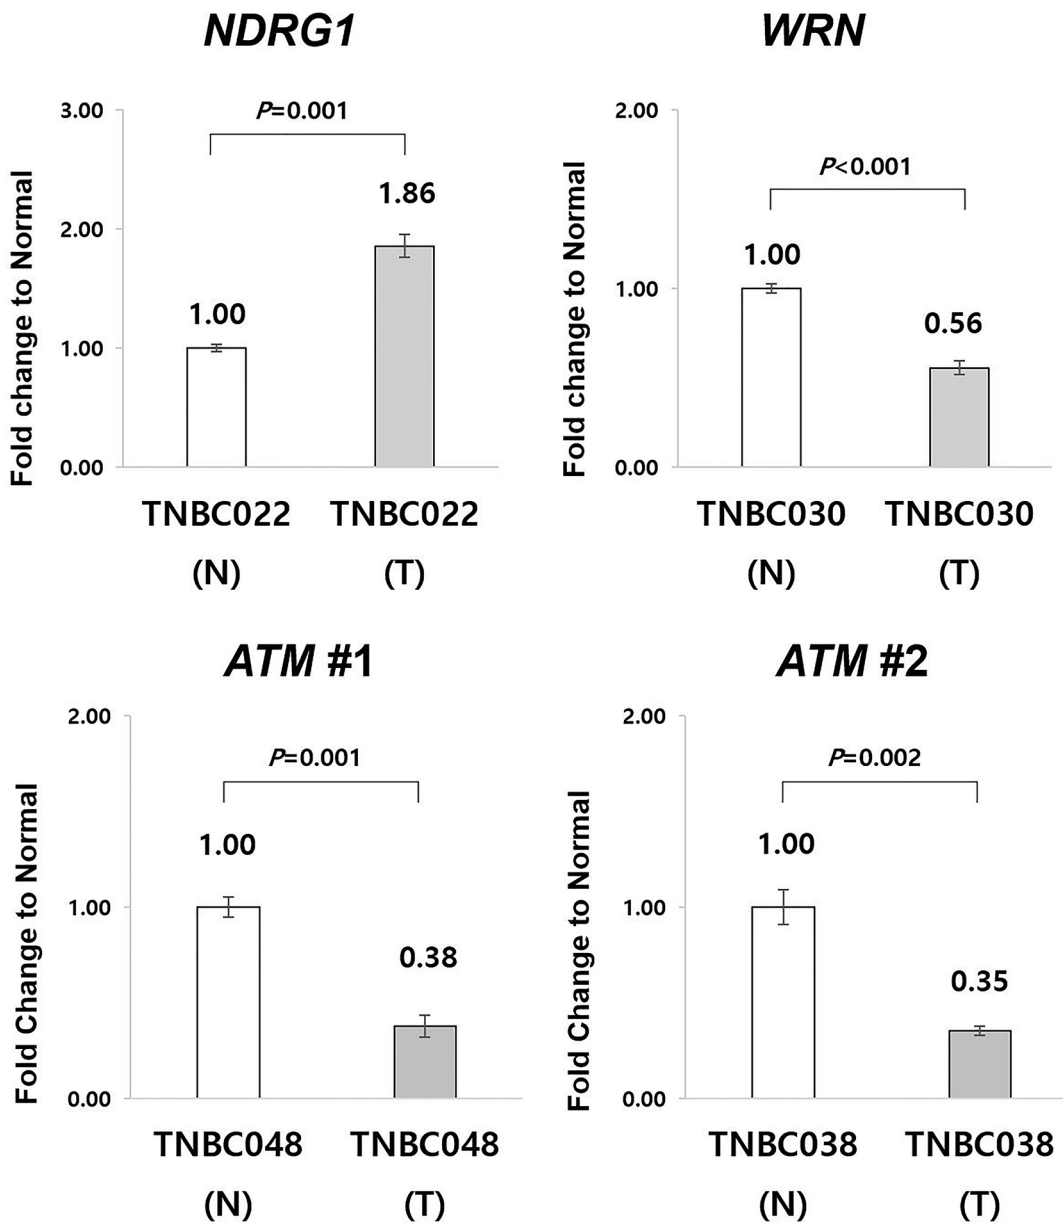 NDRG1
Fold change to Normal
3.00
2.00
1.00
0.00
P=0.001
1.00
1.86
TNBC022 TNBC022
(N) (T)
WRN
Fold change to Normal
2.00
1.00
0.00
P<0.001
1.00
0.56
TNBC030 TNBC030
(N) (T)
ATM #1
Fold Change to Normal
2.00
1.00
0.00
P=0.001
1.00
0.38
TNBC048 TNBC048
(N) (T)
ATM #2
Fold Change to Normal
2.00
1.00
0.00
P=0.002
1.00
0.35
TNBC038 TNBC038
(N) (T)